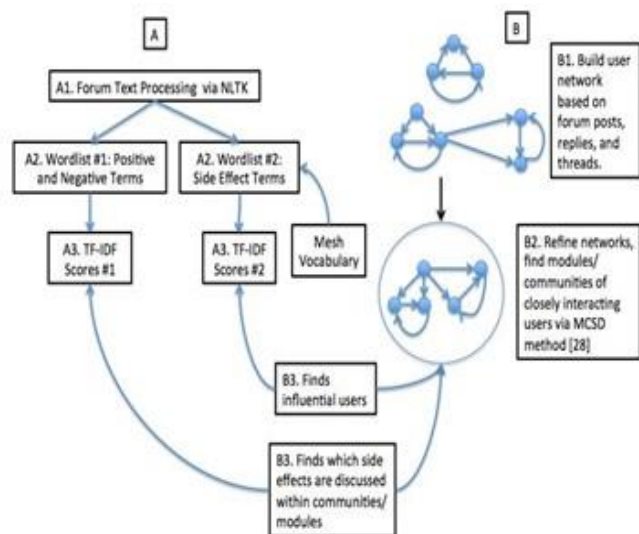 A
A1. Forum Text Processing via NLTK
A2. Wordlist #1: Positive
and Negative Terms
A2. Wordlist #2:
Side Effect Terms
A3. TF-IDF
Scores #1
A3. TF-IDF
Scores #2
Mesh
Vocabulary
B
B1. Build user
network
based on
forum posts,
replies, and
threads.
B2. Refine networks,
find modules/
communities of
closely interacting
users via MCSD
method [28]
B3. Finds
influential users
B3. Finds which side
effects are discussed
within communities/
modules